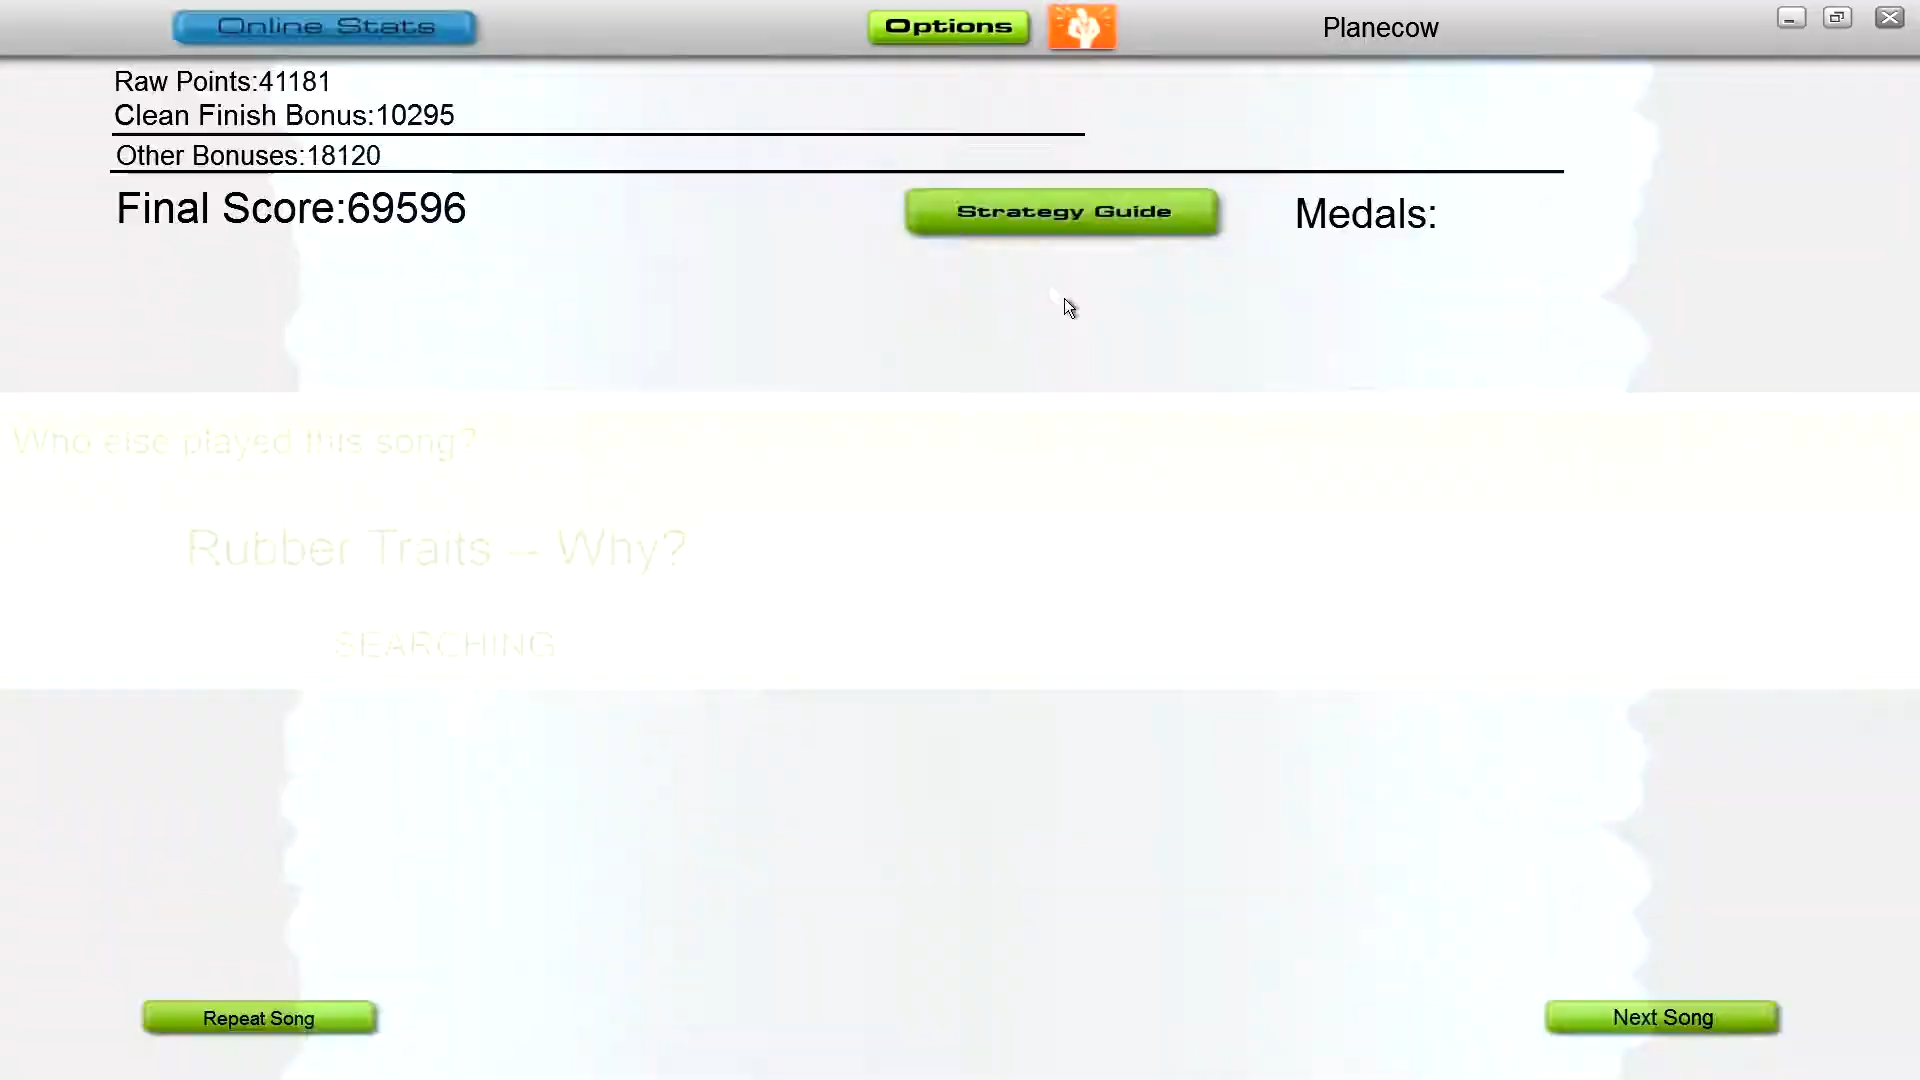 Online Stats
Options
Planecow
Raw Points:41181
Clean Finish Bonus:10295
Other Bonuses:18120
Final Score:69596
Strategy Guide
Medals:
Who else played this song?
Rubber Traits – Why?
SEARCHING
Repeat Song
Next Song